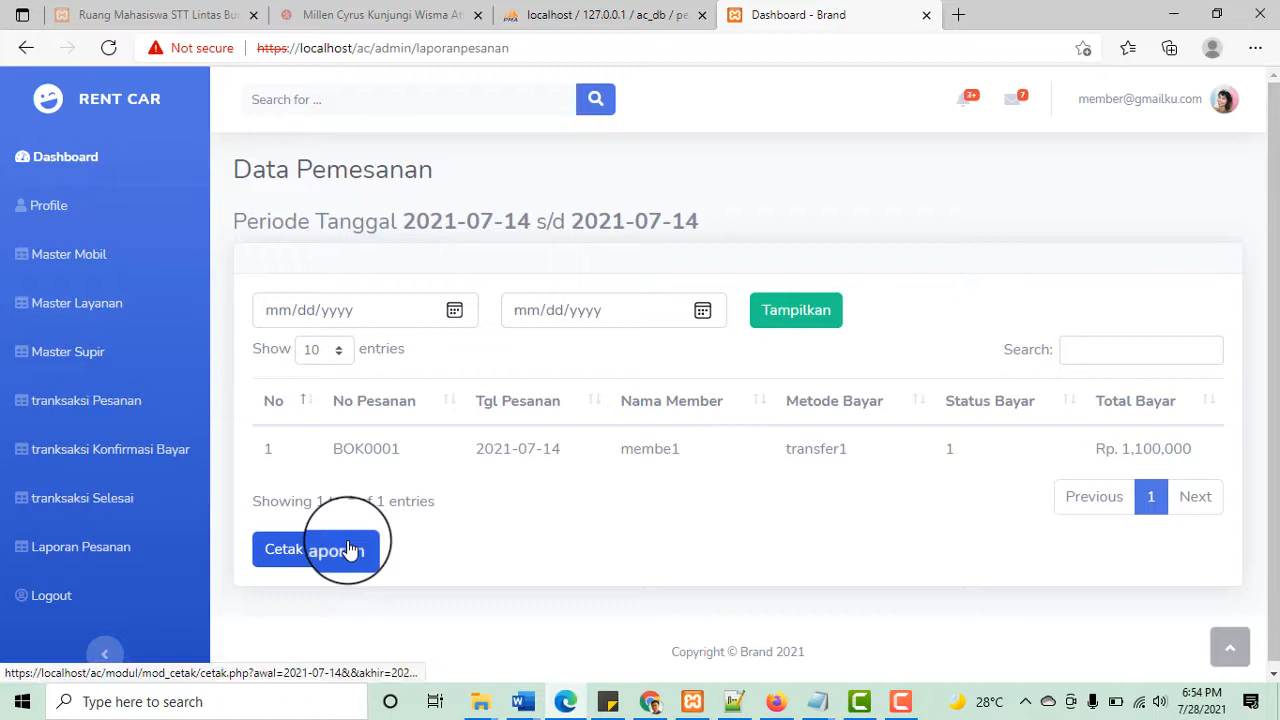 Ruang Mahasiswa STT Lintas Bu
Millen Cyrus Kunjungi Wisma At
localhost / 127.0.0.1 / ac_db / pe
Dashboard - Brand
Not secure https://localhost/ac/admin/laporanpesanan
RENT CAR
Search for ...
3+
7
member@gmailku.com
Dashboard
Profile
Master Mobil
Master Layanan
Master Supir
tranksaksi Pesanan
tranksaksi Konfirmasi Bayar
tranksaksi Selesai
Laporan Pesanan
Logout
Data Pemesanan
Periode Tanggal 2021-07-14 s/d 2021-07-14
mm/dd/yyyy mm/dd/yyyy Tampilkan
Show 10 entries Search:
No No Pesanan Tgl Pesanan Nama Member Metode Bayar Status Bayar Total Bayar
1 BOK0001 2021-07-14 membe1 transfer1 1 Rp. 1,100,000
Showing 1 of 1 entries
Previous 1 Next
Cetak aporan
Copyright © Brand 2021
https://localhost/ac/modul/mod_cetak/cetak.php?awal=2021-07-14&&akhir=202...
Type here to search
28°C
6:54 PM
7/28/2021